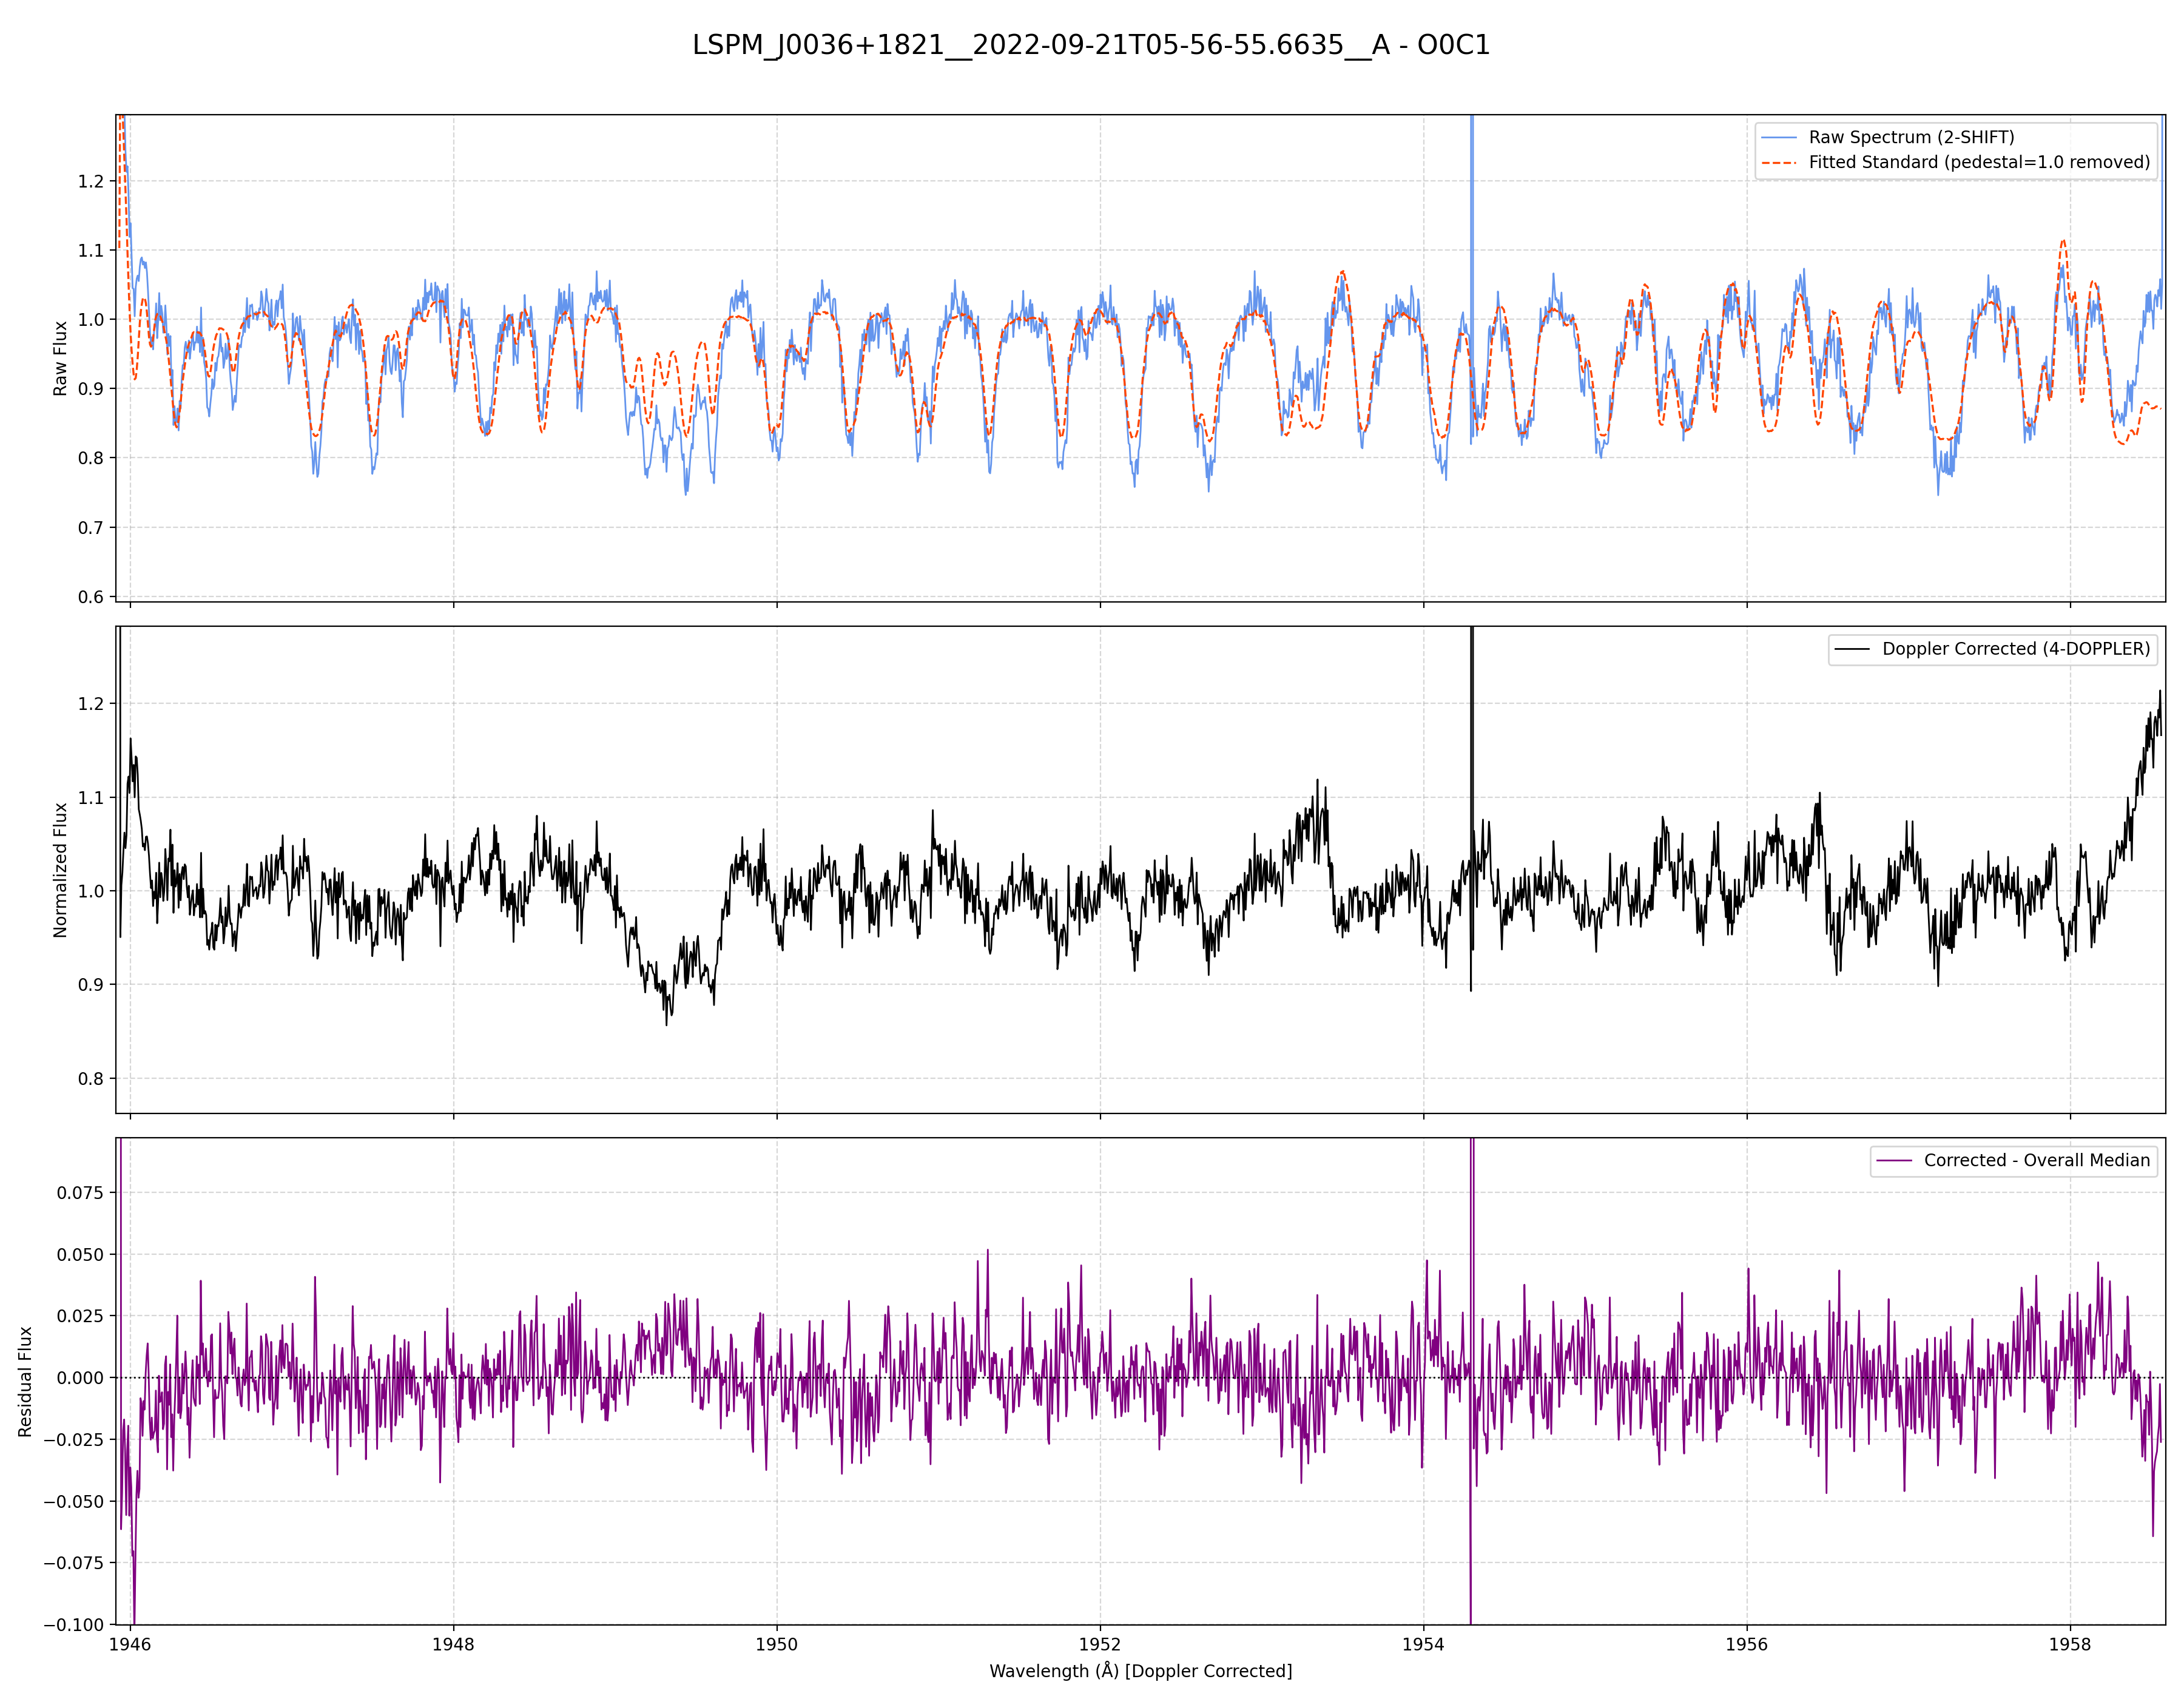 LSPM_J0036+1821__2022-09-21T05-56-55.6635__A - O0C1
Raw Spectrum (2-SHIFT)
Fitted Standard (pedestal=1.0 removed)
Raw Flux
1.2
1.1
1.0
0.9
0.8
0.7
0.6
Doppler Corrected (4-DOPPLER)
Normalized Flux
1.2
1.1
1.0
0.9
0.8
Corrected - Overall Median
Residual Flux
0.075
0.050
0.025
0.000
−0.025
−0.050
−0.075
−0.100
1946 1948 1950 1952 1954 1956 1958
Wavelength (Å) [Doppler Corrected]